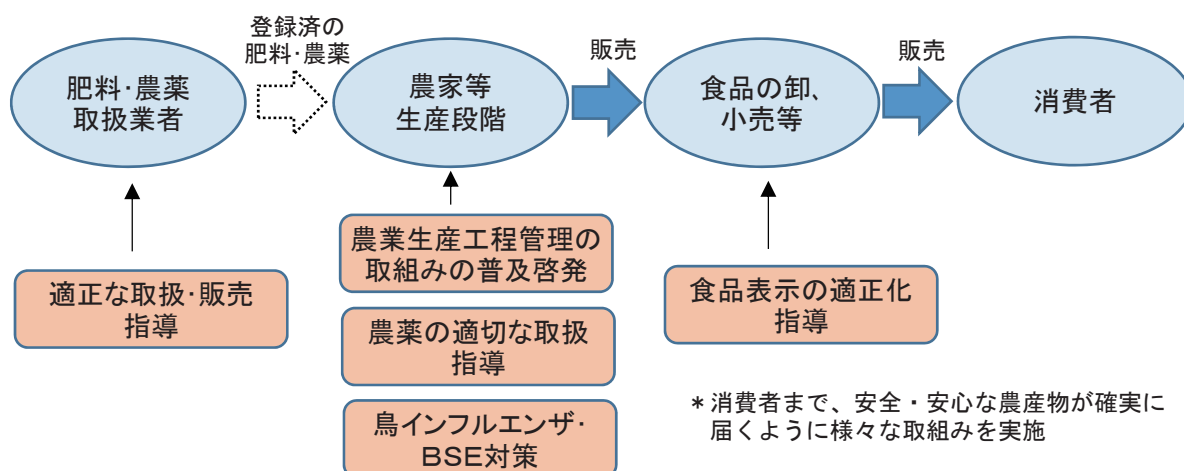 登録済の
肥料･農薬
販売
販売
肥料･農薬
取扱業者
農家等
生産段階
食品の卸、
小売等
消費者
適正な取扱･販売
指導
農業生産工程管理の
取組みの普及啓発
農薬の適切な取扱
指導
鳥インフルエンザ･
BSE対策
食品表示の適正化
指導
＊消費者まで、安全・安心な農産物が確実に
届くように様々な取組みを実施